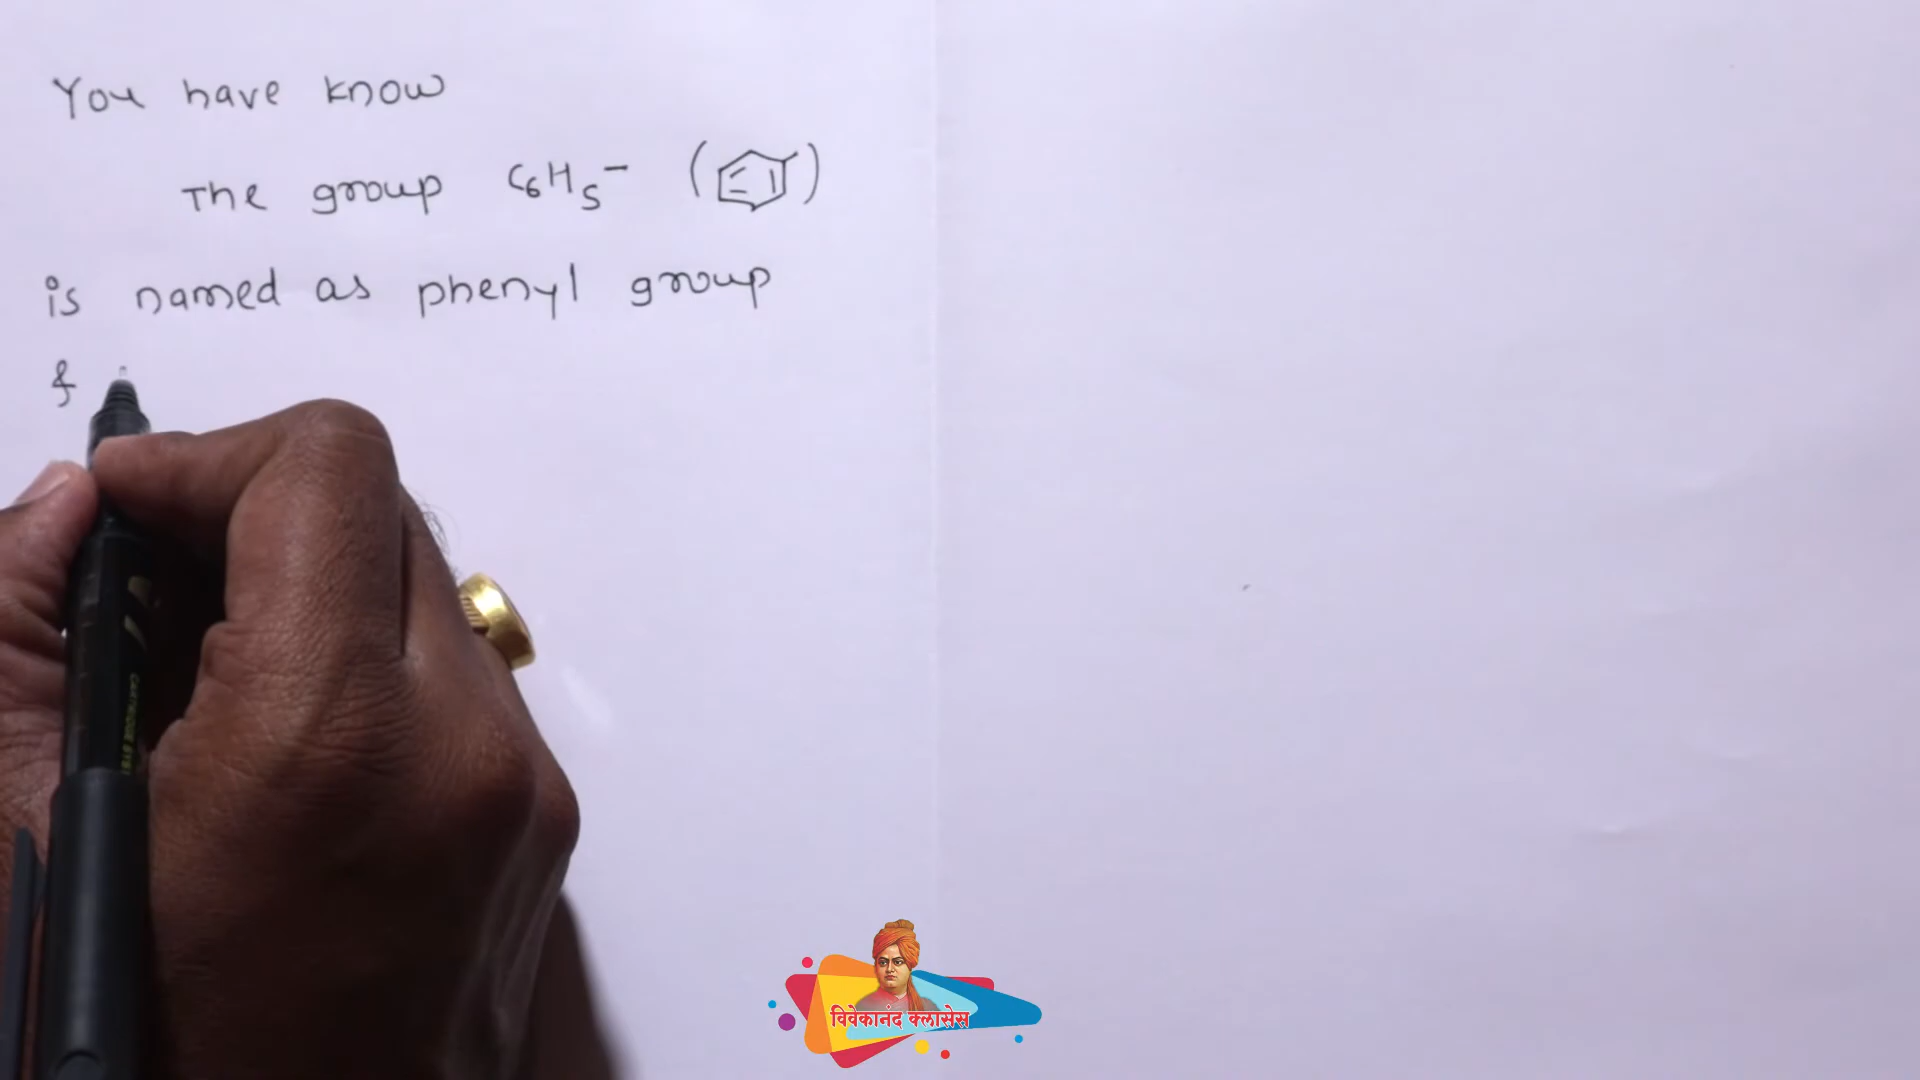 You have know
The group C6H5- ( )
is named as phenyl group
&
विवेकानंद क्लासेस